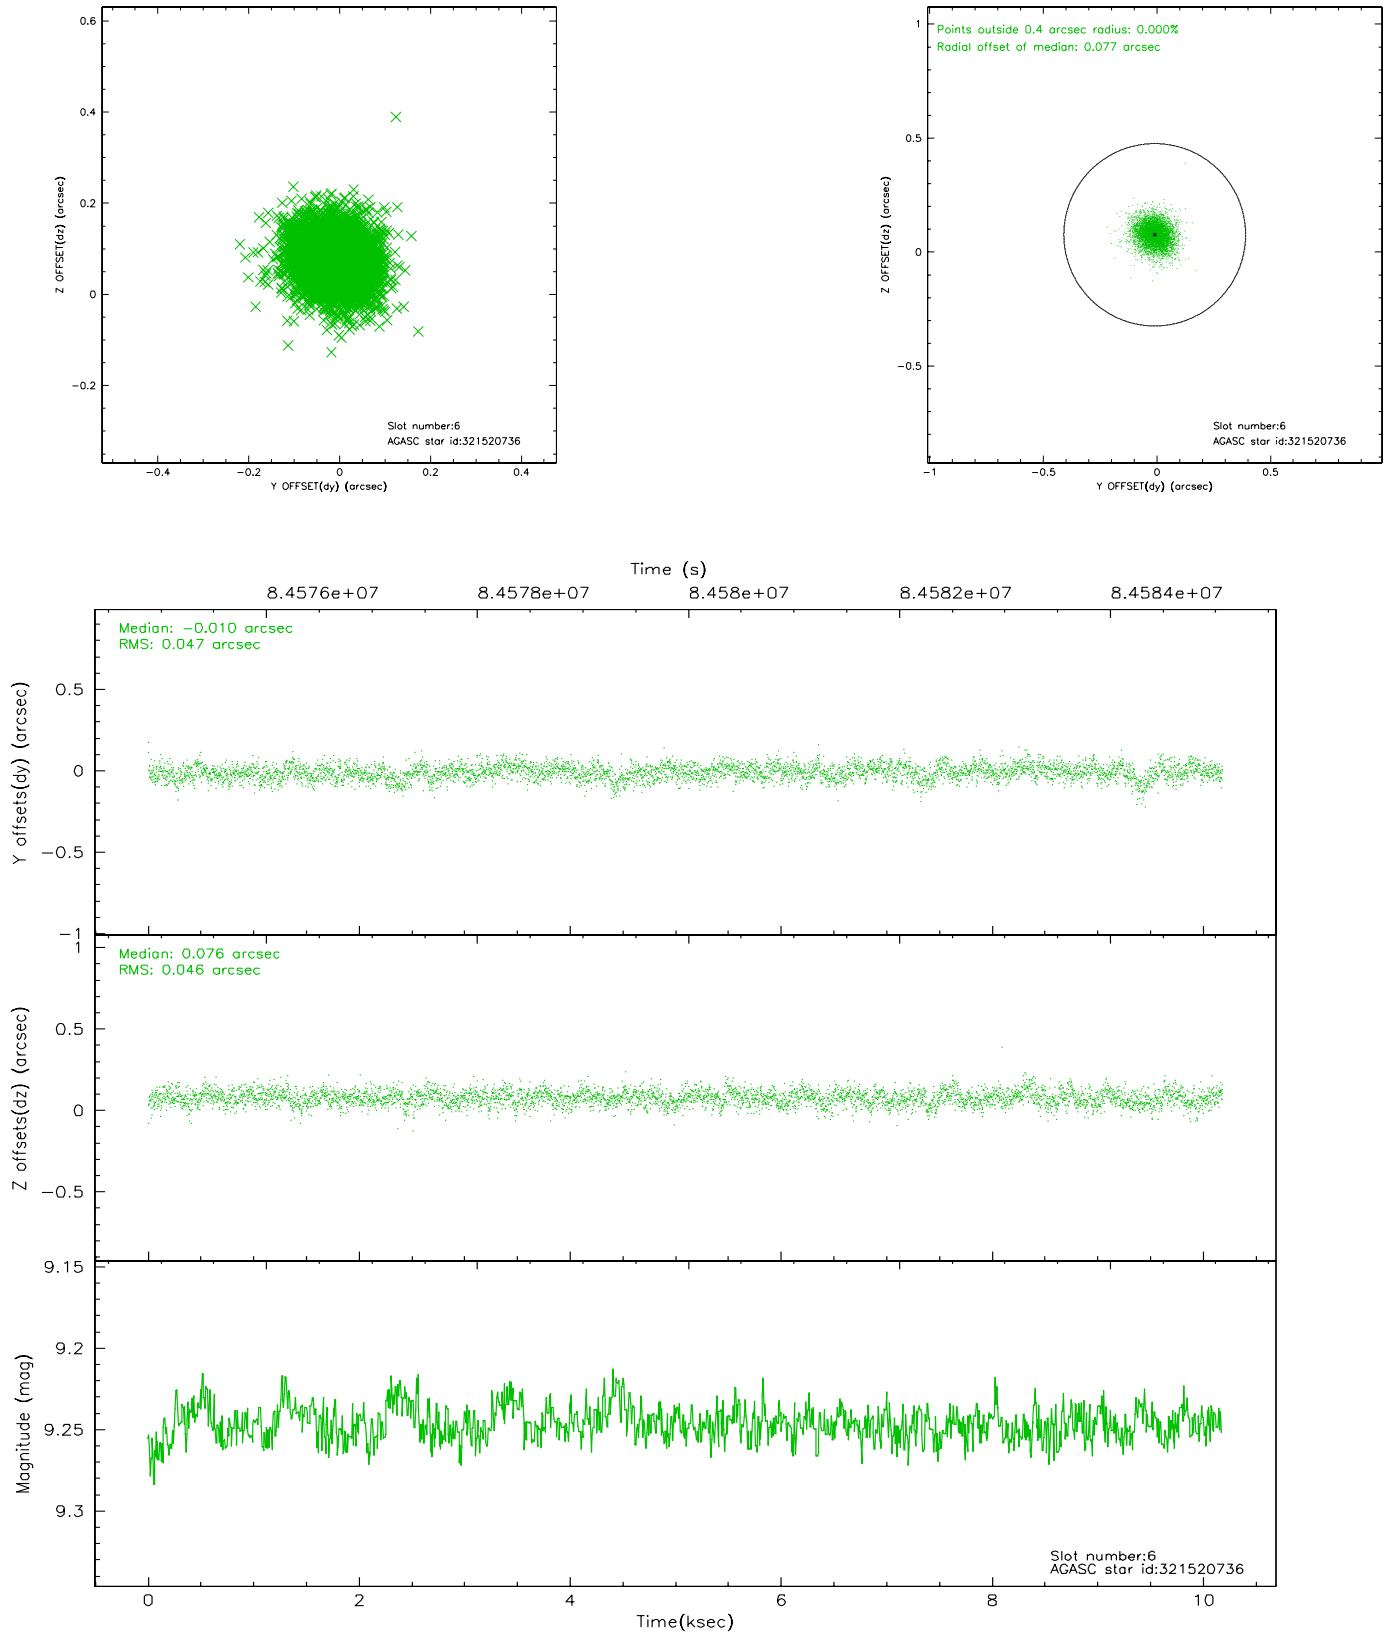 0.6
0.4
0.2
0
−0.2
Z OFFSET(dz) (arcsec)
Slot number:6
AGASC star id:321520736
−0.4 −0.2 0 0.2 0.4
Y OFFSET(dy) (arcsec)
Points outside 0.4 arcsec radius: 0.000%
Radial offset of median: 0.077 arcsec
1
0.5
0
−0.5
Z OFFSET(dz) (arcsec)
Slot number:6
AGASC star id:321520736
−1 −0.5 0 0.5
Y OFFSET(dy) (arcsec)
Time (s)
8.4576e+07 8.4578e+07 8.458e+07 8.4582e+07 8.4584e+07
Median: −0.010 arcsec
RMS: 0.047 arcsec
0.5
0
−0.5
−1
Y offsets(dy) (arcsec)
Median: 0.076 arcsec
RMS: 0.046 arcsec
1
0.5
0
−0.5
Z offsets(dz) (arcsec)
9.15
9.2
9.25
9.3
Magnitude (mag)
Slot number:6
AGASC star id:321520736
0 2 4 6 8 10
Time(ksec)